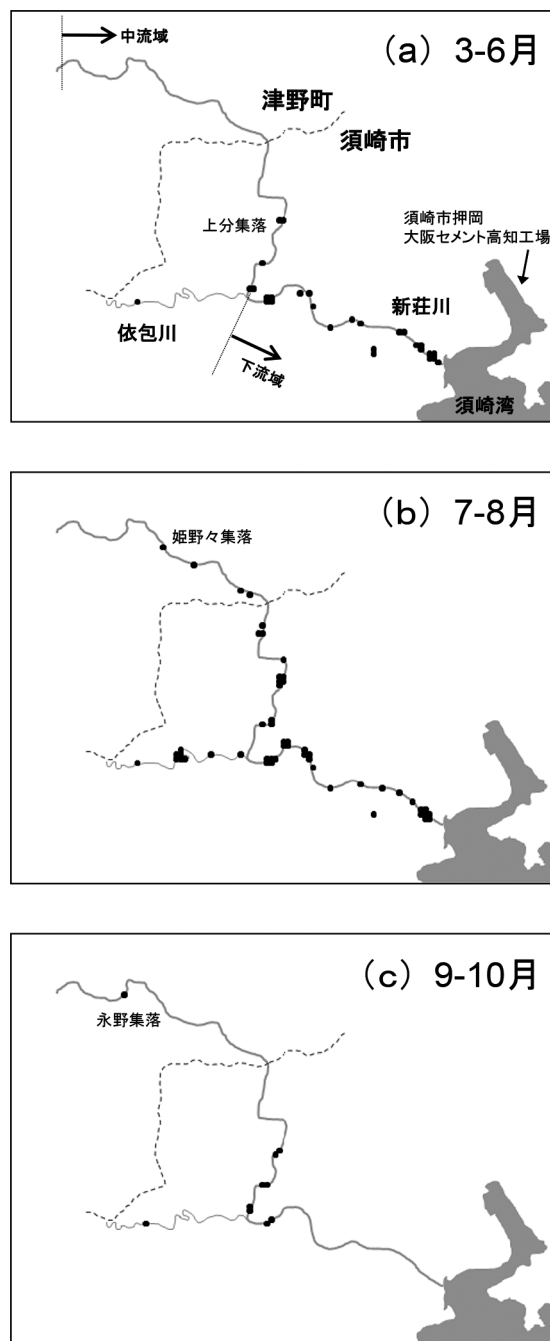 (a) 3-6月
中流域
津野町
須崎市
上分集落
須崎市押岡
大阪セメント高知工場
新荘川
依包川
下流域
須崎湾
(b) 7-8月
姫野々集落
(c) 9-10月
永野集落